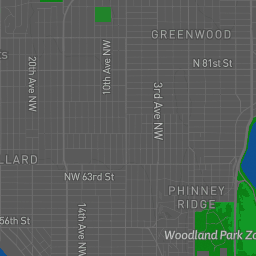 GREENWOOD
N 81st St
20th Ave NW
10th Ave NW
3rd Ave NW
LLARD
NW 63rd St
PHINNEY
RIDGE
14th Ave NW
56th St
Woodland Park Zo